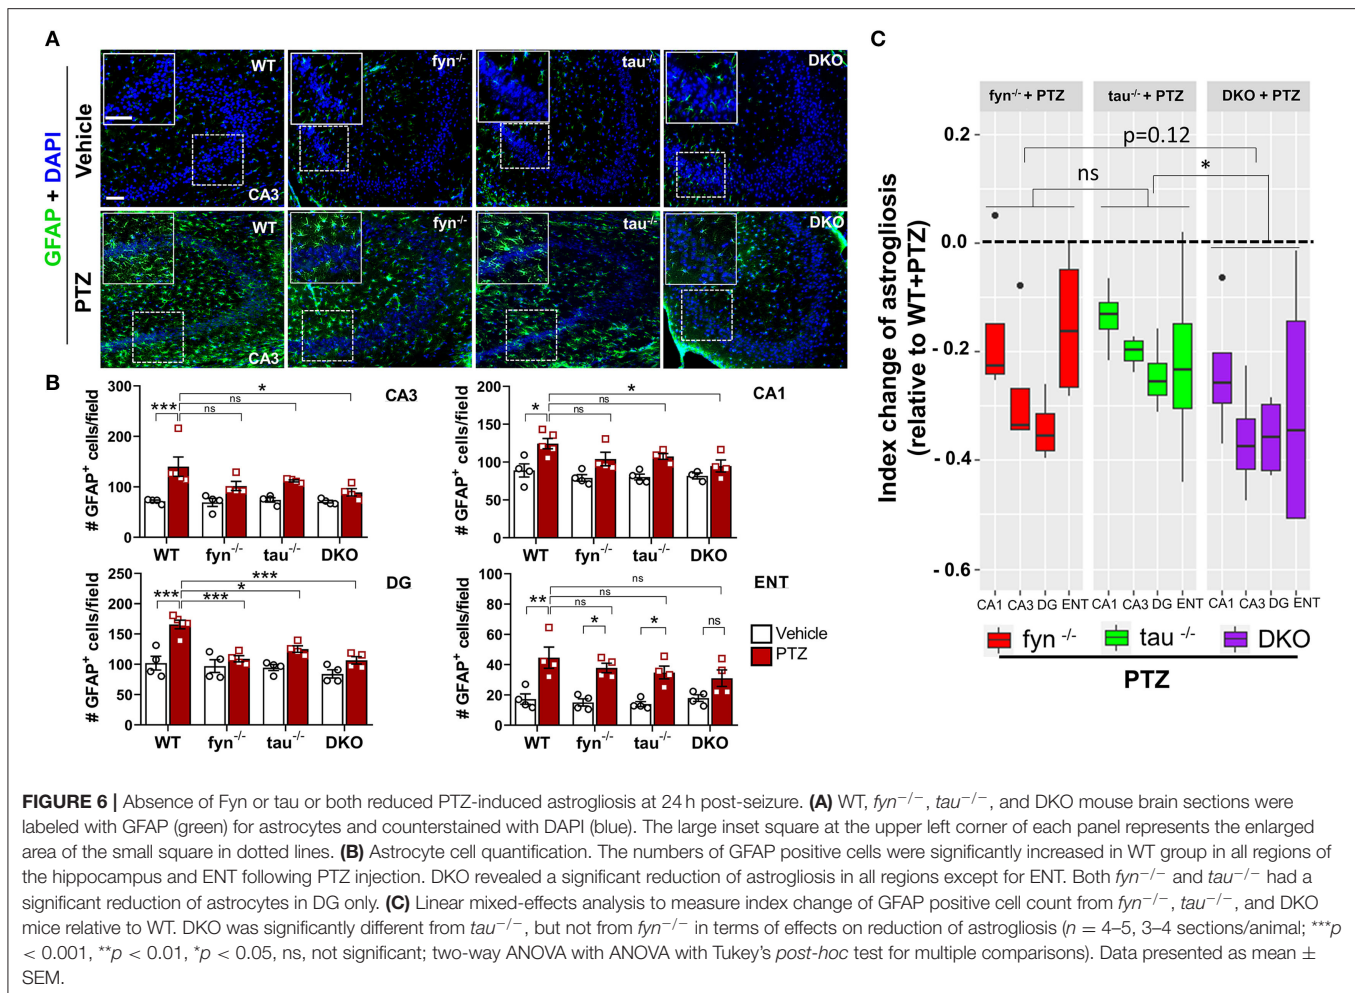 A
Vehicle
PTZ
GFAP + DAPI
WT
CA3
fyn-/-
tau-/-
DKO
WT
CA3
fyn-/-
tau-/-
DKO
B
# GFAP+ cells/field
300
200
100
150
100
50
0
CA3
***
ns
ns
*
WT fyn-/- tau-/- DKO
# GFAP+ cells/field
200
150
100
50
0
CA1
*
ns
ns
*
WT fyn-/- tau-/- DKO
# GFAP+ cells/field
250
200
150
100
50
0
DG
***
***
*
***
WT fyn-/- tau-/- DKO
# GFAP+ cells/field
100
80
60
40
20
0
ENT
**
ns
ns
ns
*
*
ns
WT fyn-/- tau-/- DKO
Vehicle
PTZ
C
fyn-/- + PTZ tau-/- + PTZ DKO + PTZ
Index change of astrogliosis
(relative to WT+PTZ)
0.2
0.0
-0.2
-0.4
-0.6
p=0.12
ns
*
CA1 CA3 DG ENT CA1 CA3 DG ENT CA1 CA3 DG ENT
fyn -/- tau -/- DKO
PTZ
FIGURE 6 | Absence of Fyn or tau or both reduced PTZ-induced astrogliosis at 24 h post-seizure. (A) WT, fyn−/−, tau−/−, and DKO mouse brain sections were
labeled with GFAP (green) for astrocytes and counterstained with DAPI (blue). The large inset square at the upper left corner of each panel represents the enlarged
area of the small square in dotted lines. (B) Astrocyte cell quantification. The numbers of GFAP positive cells were significantly increased in WT group in all regions of
the hippocampus and ENT following PTZ injection. DKO revealed a significant reduction of astrogliosis in all regions except for ENT. Both fyn−/− and tau−/− had a
significant reduction of astrocytes in DG only. (C) Linear mixed-effects analysis to measure index change of GFAP positive cell count from fyn−/−, tau−/−, and DKO
mice relative to WT. DKO was significantly different from tau−/−, but not from fyn−/− in terms of effects on reduction of astrogliosis (n = 4–5, 3–4 sections/animal; ***p
< 0.001, **p < 0.01, *p < 0.05, ns, not significant; two-way ANOVA with ANOVA with Tukey's post-hoc test for multiple comparisons). Data presented as mean ±
SEM.